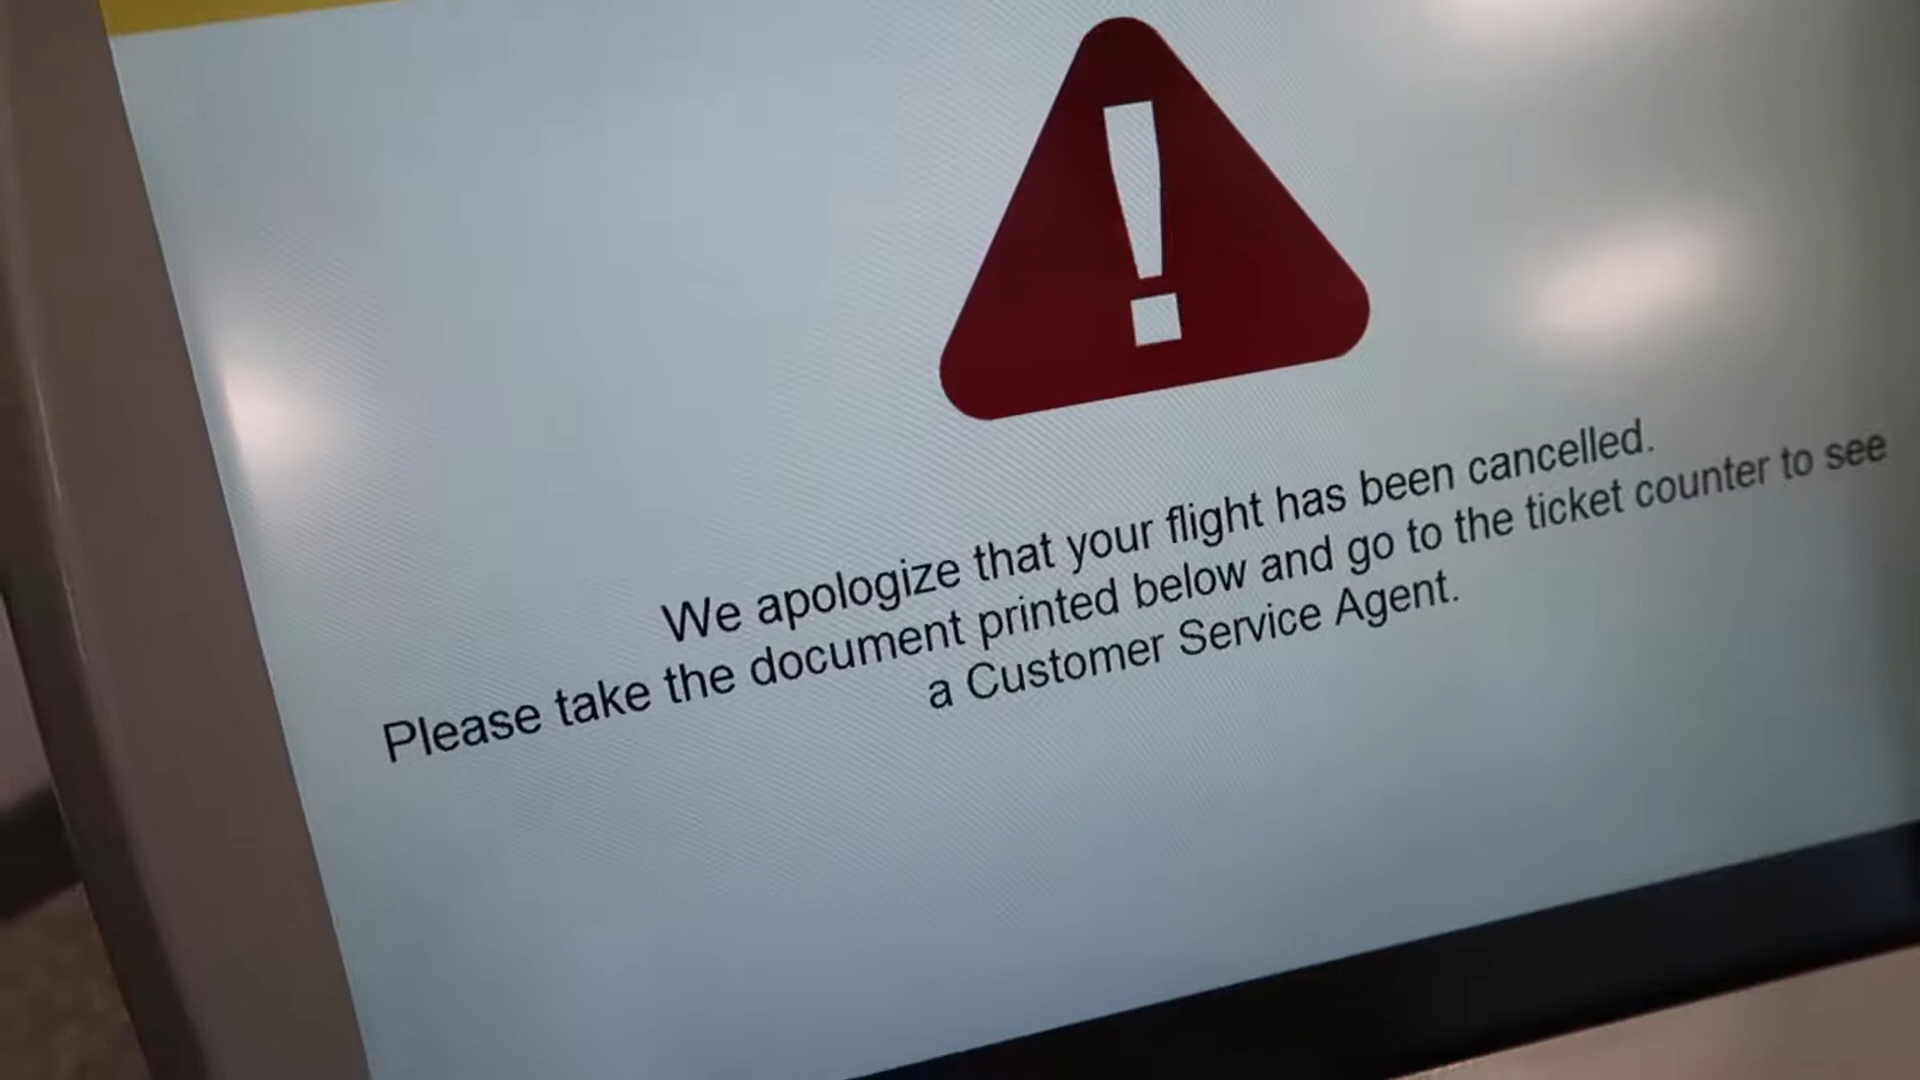 We apologize that your flight has been cancelled.
Please take the document printed below and go to the ticket counter to see
a Customer Service Agent.